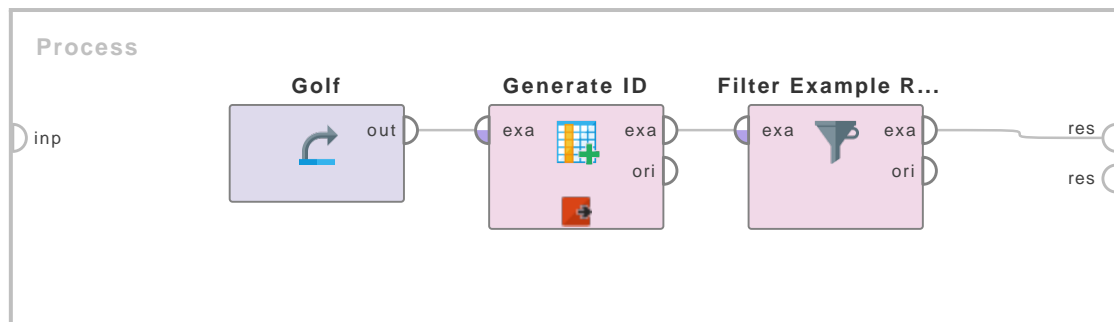 Process
Golf
Generate ID
Filter Example R...
inp
out
exa
exa
ori
exa
exa
ori
res
res